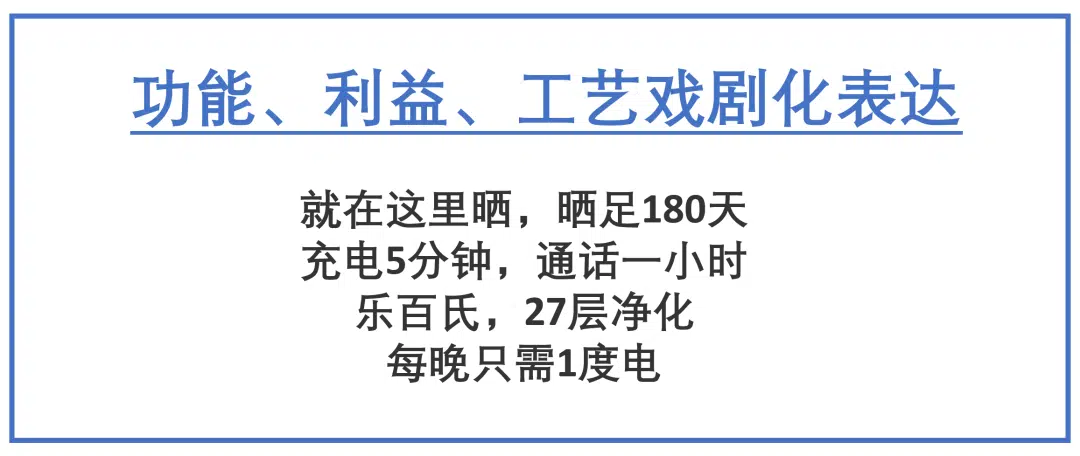 功能、利益、工艺戏剧化表达
就在这里晒，晒足180天
充电5分钟，通话一小时
乐百氏，27层净化
每晚只需1度电